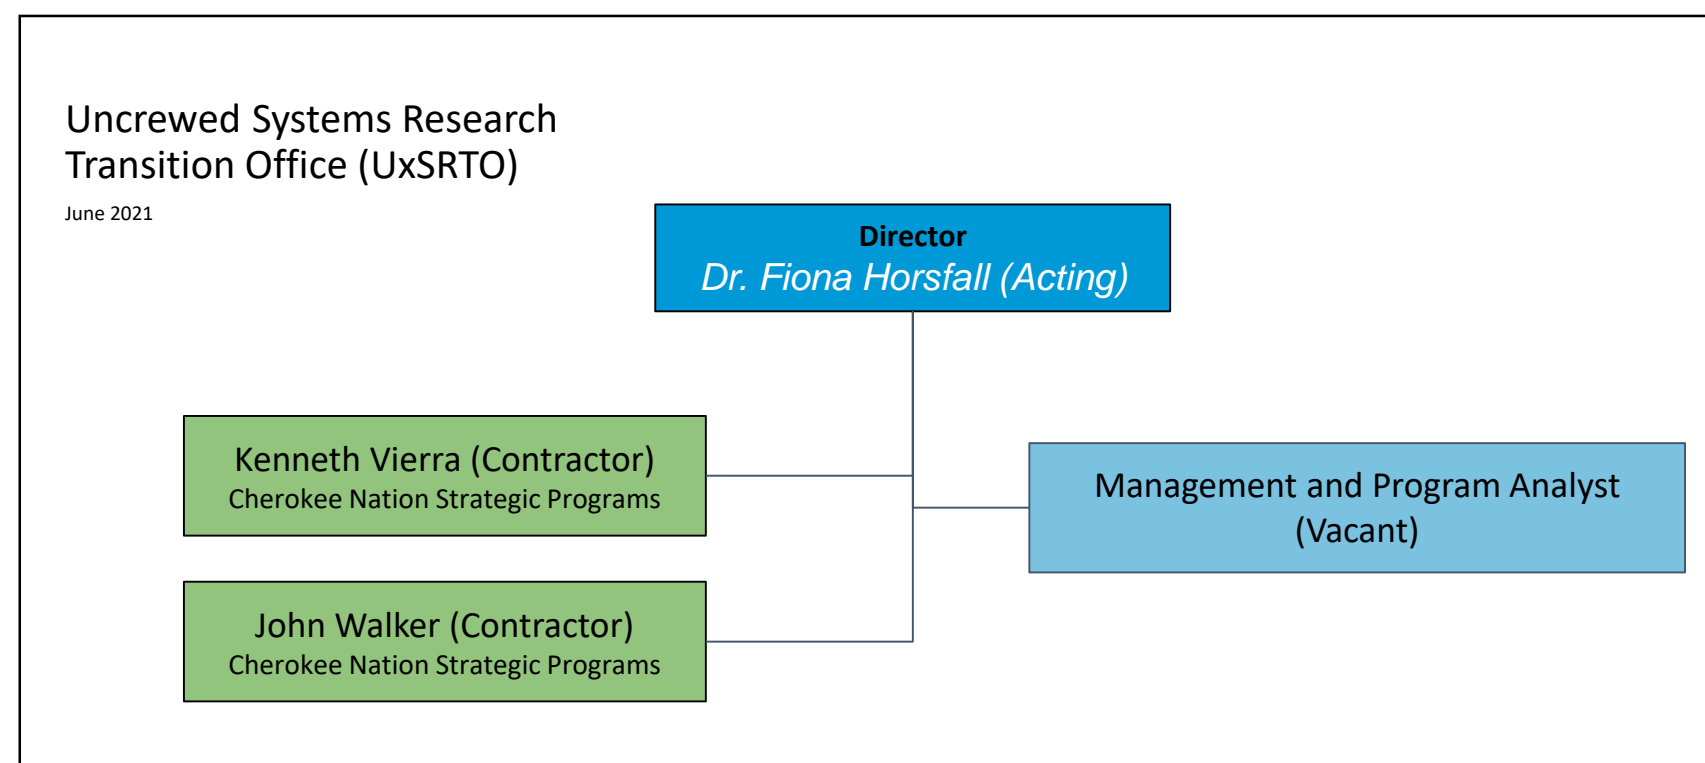 Uncrewed Systems Research
Transition Office (UxSRTO)
June 2021
Director
Dr. Fiona Horsfall (Acting)
Kenneth Vierra (Contractor)
Cherokee Nation Strategic Programs
Management and Program Analyst
(Vacant)
John Walker (Contractor)
Cherokee Nation Strategic Programs